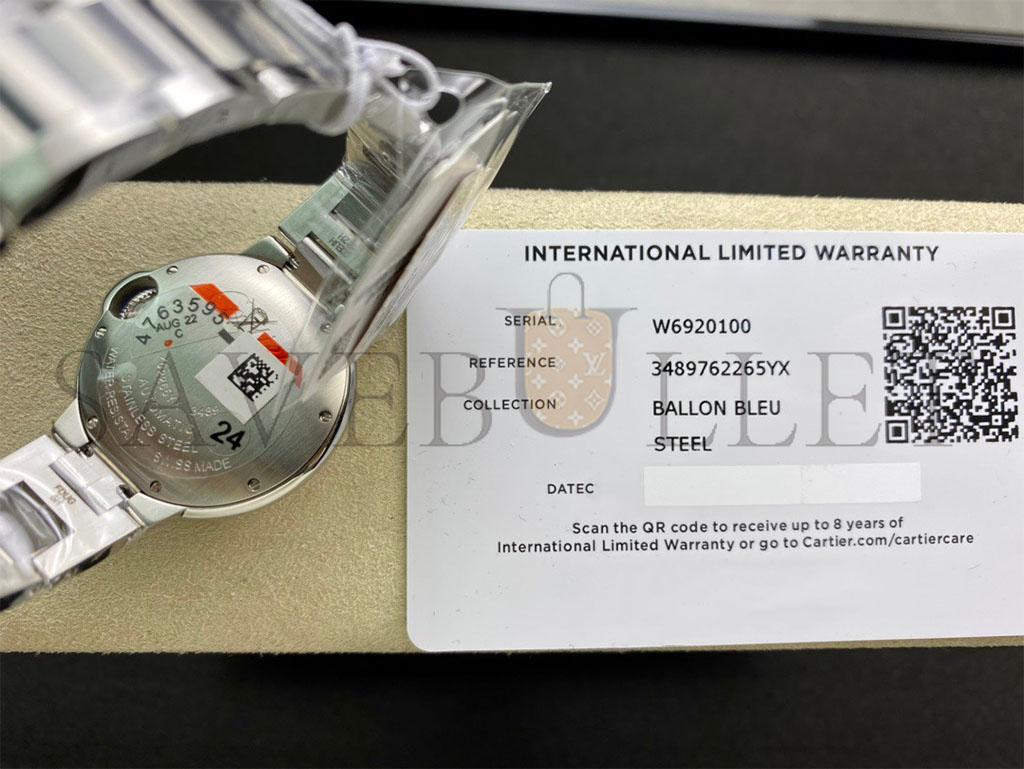 INTERNATIONAL LIMITED WARRANTY
SERIAL W6920100
REFERENCE 3489762265YX
COLLECTION BALLON BLEU
STEEL
DATEC
Scan the QR code to receive up to 8 years of
International Limited Warranty or go to Cartier.com/cartiercare
SAVEBULLET
AUG 22
C
AUTOMATIC
STAINLESS STEEL
SWISS MADE
24